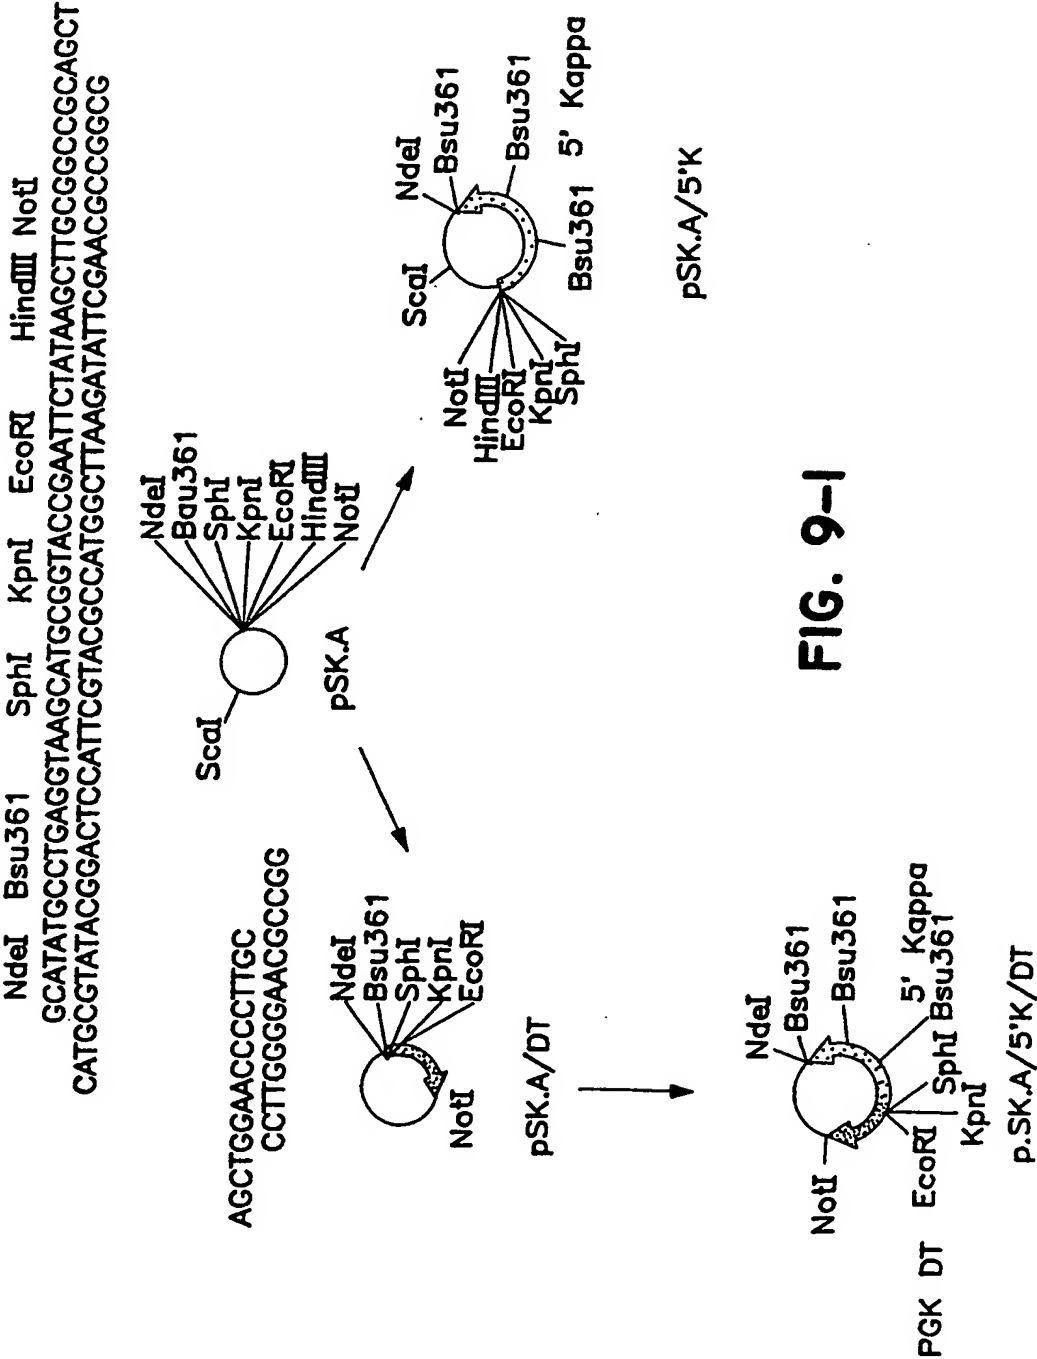 NdeI Bsu361 SphI KpnI EcoRI HindIII NotI
GCATATGCCTGAGGTAAGCATGCGGTACCGAATTCTATAAGCTTGCGGCCGCAGCT
CATGCGTATACGGACTCCATTCGTACGCCATGGCTTAAGATATTCGAACGCCGGCG
ScaI
NdeI
Bau361
SphI
KpnI
EcoRI
HindIII
NotI
pSK.A
AGCTGGAACCCCTTGC
CCTTGGGGAACGCCGG
NdeI
Bsu361
SphI
KpnI
EcoRI
NotI
pSK.A/DT
ScaI
NdeI
Bsu361
Bsu361
Bsu361 5' Kappa
NotI
HindIII
EcoRI
KpnI
SphI
pSK.A/5'K
NdeI
Bsu361
Bsu361
5' Kappa
Bsu361
SphI
KpnI
EcoRI
NotI
PGK DT
p.SK.A/5'K/DT
FIG. 9-1